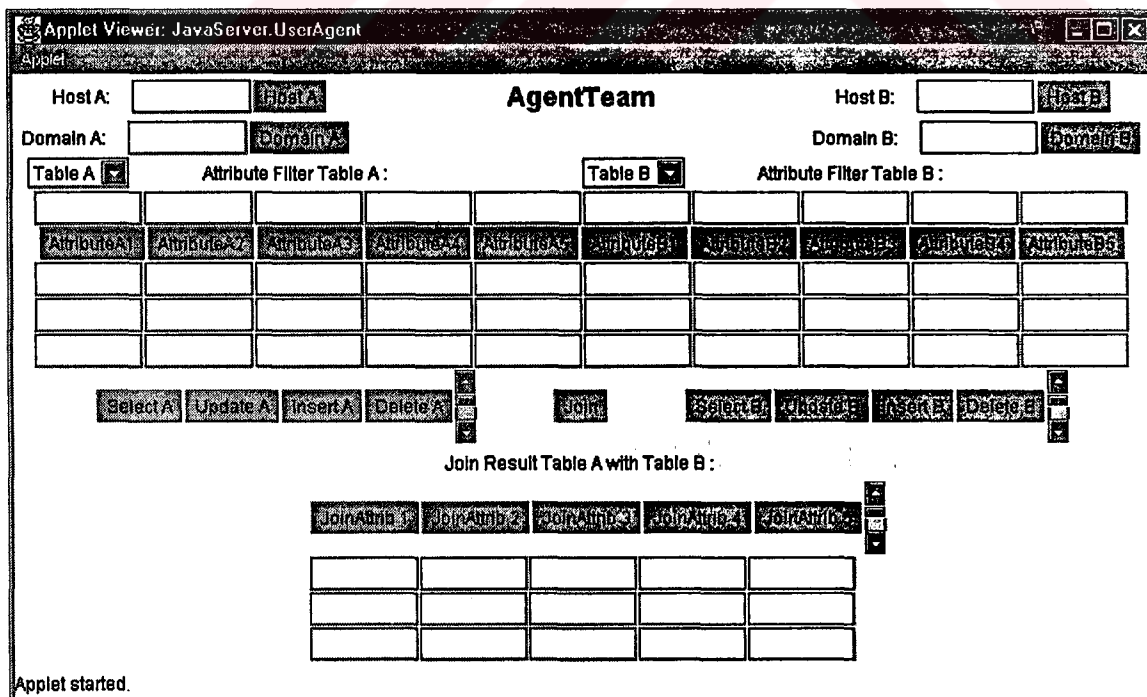 Applet Viewer: JavaServer.UserAgent
Applet
Host A: Host A AgentTeam Host B: Host B
Domain A: Domain A Domain B: Domain B
Table A Attribute Filter Table A : Table B Attribute Filter Table B :
AttributeA1 AttributeA2 AttributeA3 AttributeA4 AttributeA5 AttributeB1 AttributeB2 AttributeB3 AttributeB4 AttributeB5
Select A Update A Insert A Delete A Join Select B Update B Insert B Delete B
Join Result Table A with Table B :
JoinAttrib 1 JoinAttrib 2 JoinAttrib 3 JoinAttrib 4 JoinAttrib 5
Applet started.